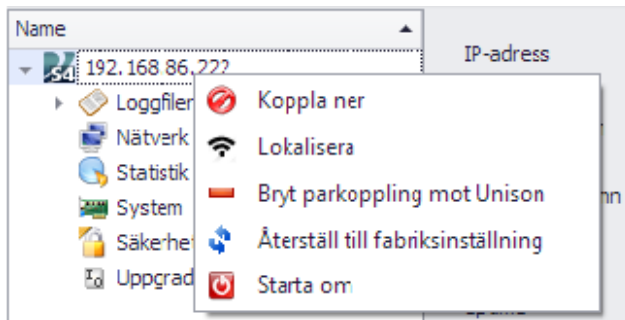 Name
IP-adress
192.168 86.222
Loggfiler
Koppla ner
Nätverk
Lokalisera
Statistik
Bryt parkoppling mot Unison
System
Återställ till fabriksinställning
Säkerhet
Starta om
Uppgrad